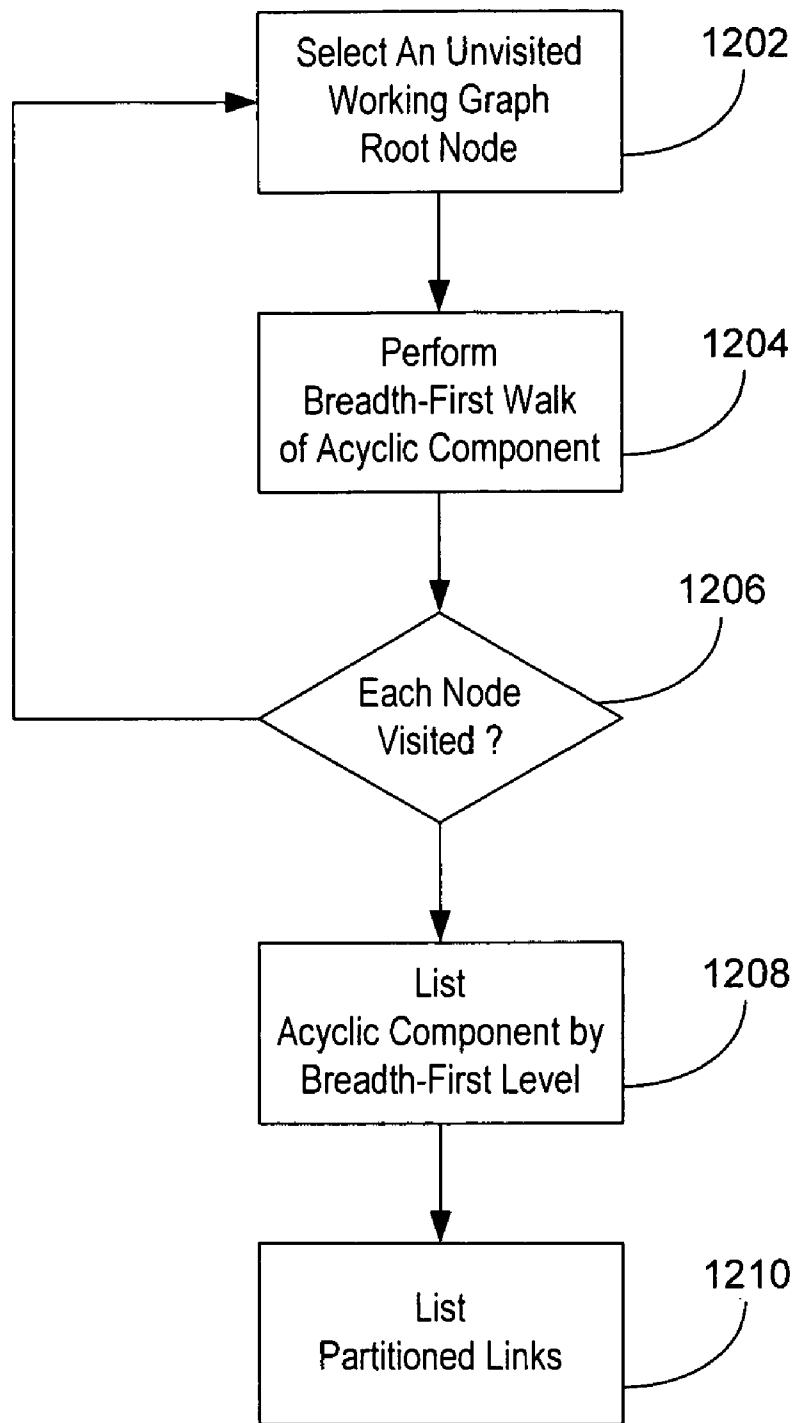 Select An Unvisited
Working Graph
Root Node
1202
Perform
Breadth-First Walk
of Acyclic Component
1204
Each Node
Visited ?
1206
List
Acyclic Component by
Breadth-First Level
1208
List
Partitioned Links
1210